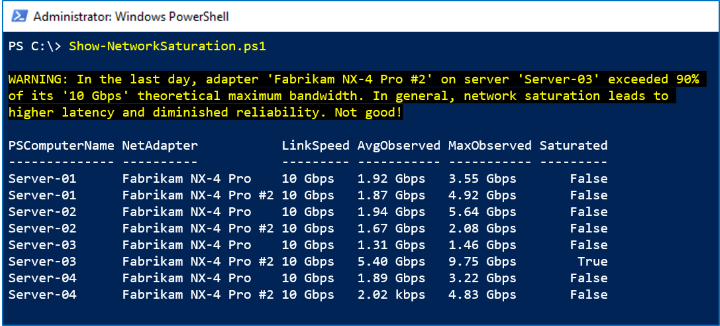 Administrator: Windows PowerShell
PS C:\> Show-NetworkSaturation.ps1
WARNING: In the last day, adapter 'Fabrikam NX-4 Pro #2' on server 'Server-03' exceeded 90%
of its '10 Gbps' theoretical maximum bandwidth. In general, network saturation leads to
higher latency and diminished reliability. Not good!
PSComputerName NetAdapter LinkSpeed AvgObserved MaxObserved Saturated
-------------- ---------- --------- ----------- ----------- ---------
Server-01 Fabrikam NX-4 Pro 10 Gbps 1.92 Gbps 3.55 Gbps False
Server-01 Fabrikam NX-4 Pro #2 10 Gbps 1.87 Gbps 4.92 Gbps False
Server-02 Fabrikam NX-4 Pro 10 Gbps 1.94 Gbps 5.64 Gbps False
Server-02 Fabrikam NX-4 Pro #2 10 Gbps 1.67 Gbps 2.08 Gbps False
Server-03 Fabrikam NX-4 Pro 10 Gbps 1.31 Gbps 1.46 Gbps False
Server-03 Fabrikam NX-4 Pro #2 10 Gbps 5.40 Gbps 9.75 Gbps True
Server-04 Fabrikam NX-4 Pro 10 Gbps 1.89 Gbps 3.22 Gbps False
Server-04 Fabrikam NX-4 Pro #2 10 Gbps 2.02 kbps 4.83 Gbps False